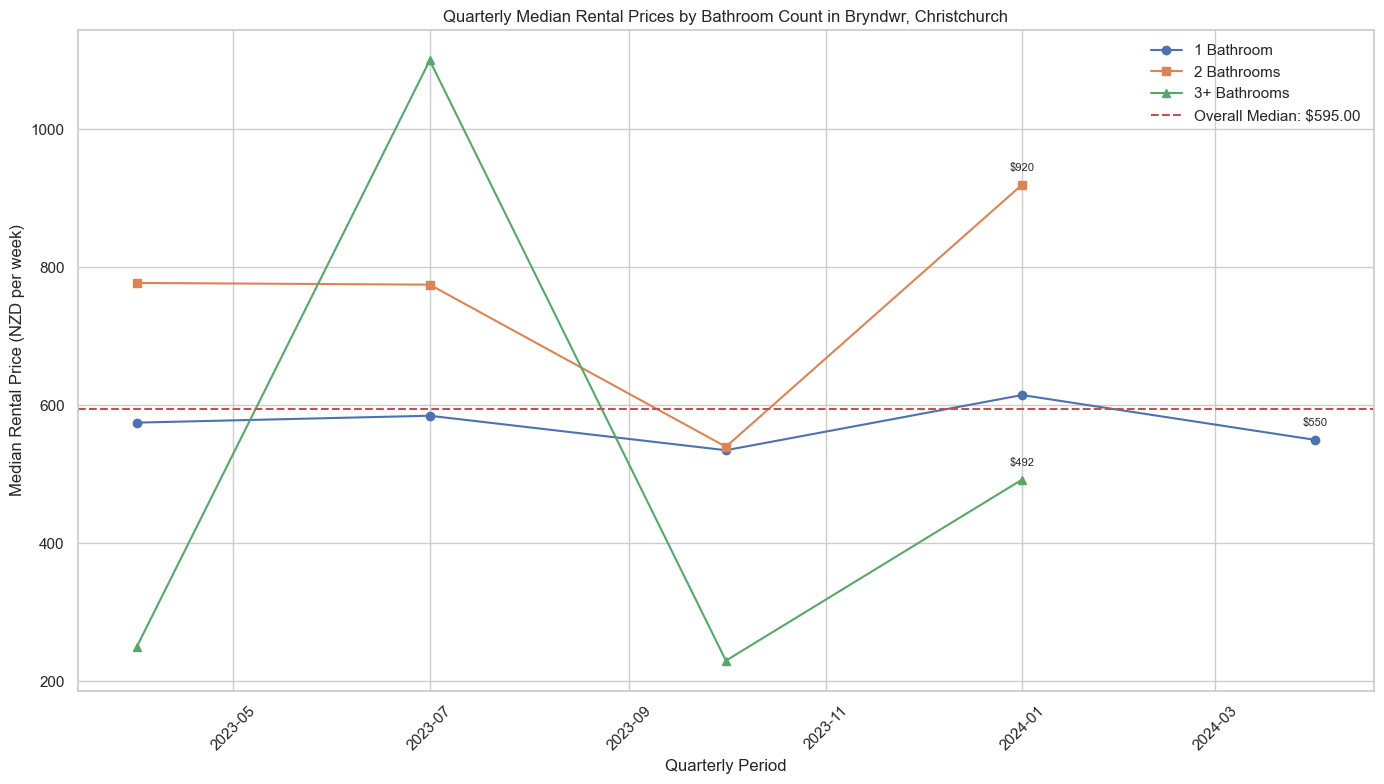 Quarterly Median Rental Prices by Bathroom Count in Bryndwr, Christchurch
1 Bathroom
2 Bathrooms
3+ Bathrooms
Overall Median: $595.00
Median Rental Price (NZD per week)
1000
800
600
400
200
$920
$550
$492
2023-05
2023-07
2023-09
2023-11
2024-01
2024-03
Quarterly Period